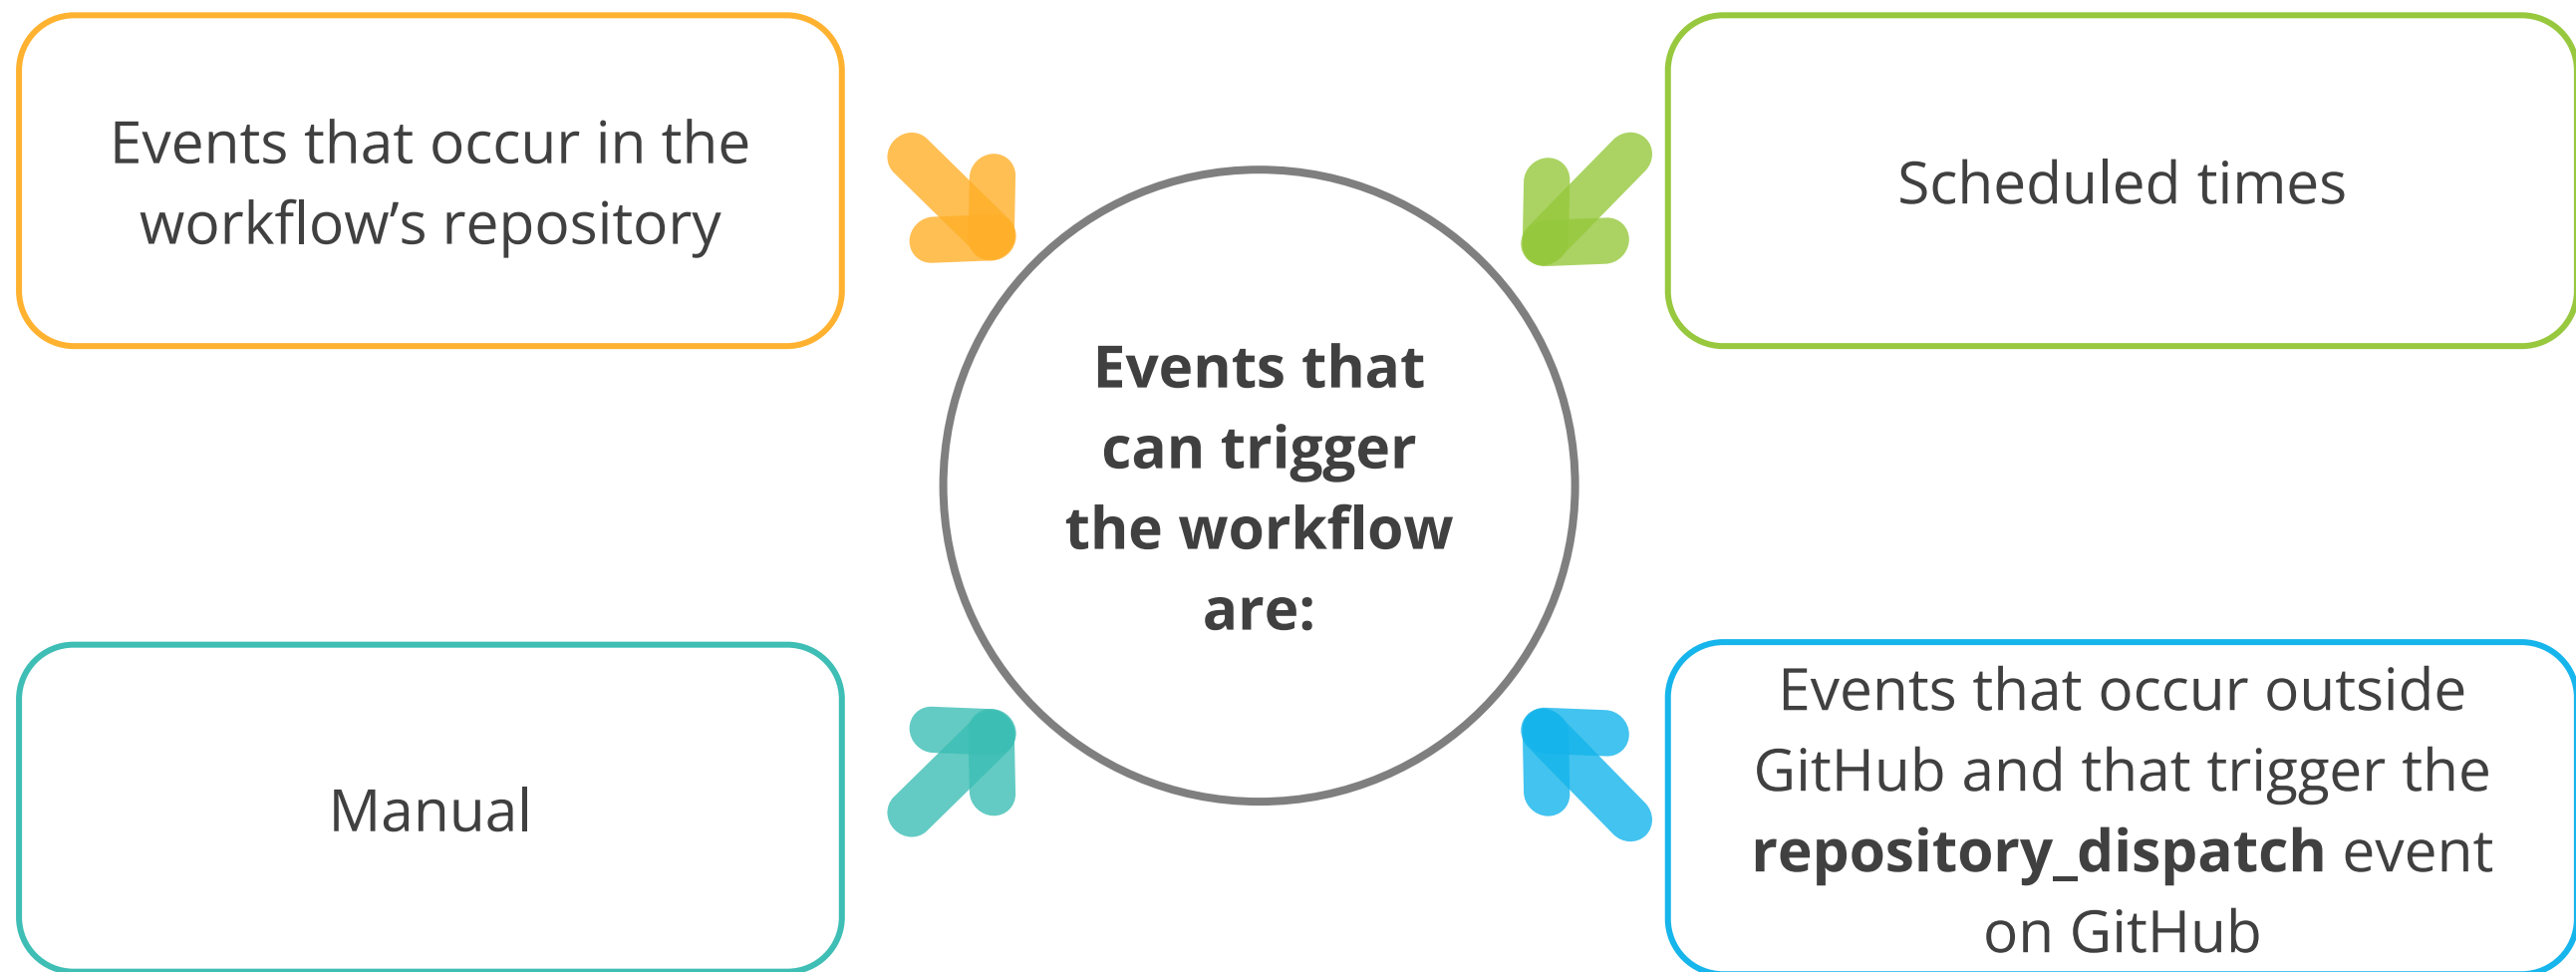 Events that occur in the
workflow’s repository
Scheduled times
Events that
can trigger
the workflow
are:
Manual
Events that occur outside
GitHub and that trigger the
repository_dispatch event
on GitHub